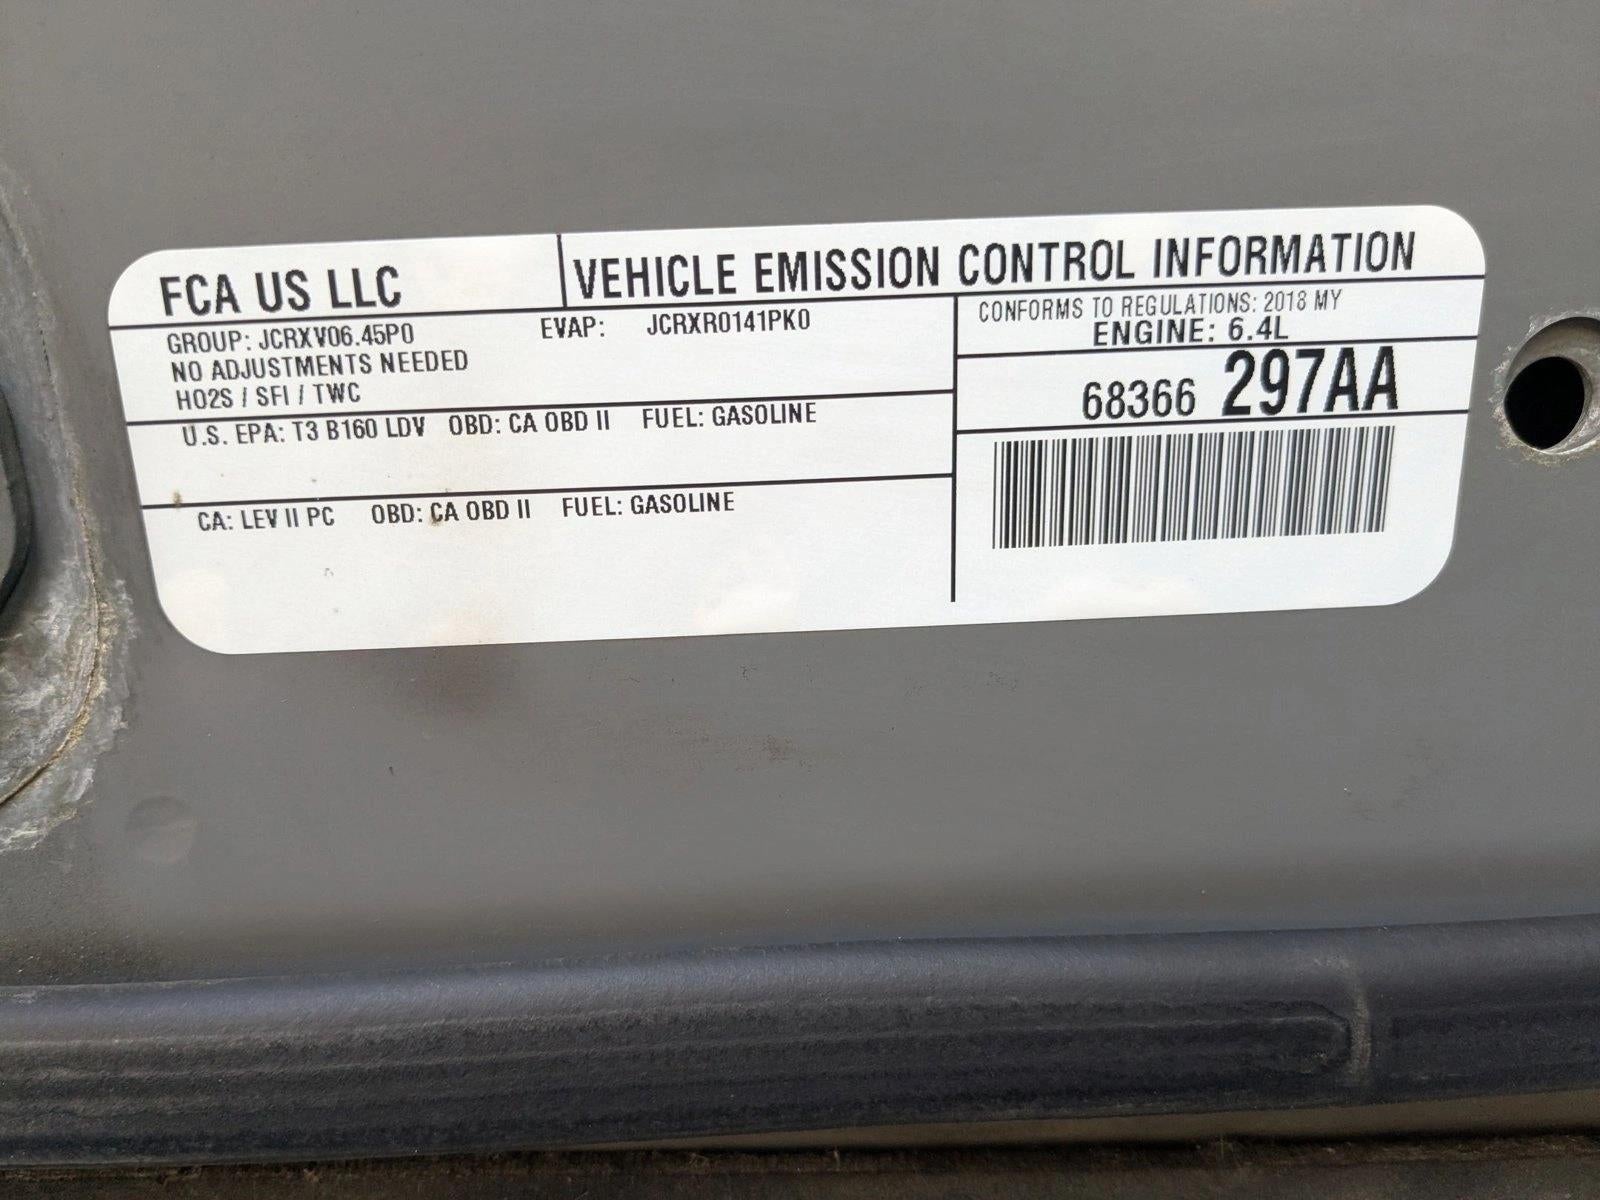 FCA US LLC
VEHICLE EMISSION CONTROL INFORMATION
GROUP: JCRXV06.45P0 EVAP: JCRXR0141PK0
NO ADJUSTMENTS NEEDED
HO2S / SFI / TWC
CONFORMS TO REGULATIONS: 2018 MY
ENGINE: 6.4L
68366 297AA
U.S. EPA: T3 B160 LDV OBD: CA OBD II FUEL: GASOLINE
CA: LEV II PC OBD: CA OBD II FUEL: GASOLINE